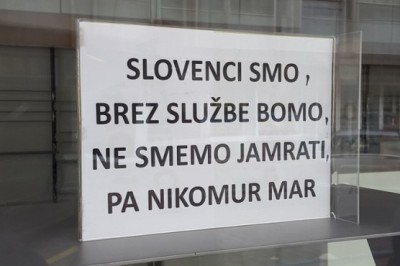 SLOVENCI SMO ,
BREZ SLUŽBE BOMO,
NE SMEMO JAMRATI,
PA NIKOMUR MAR